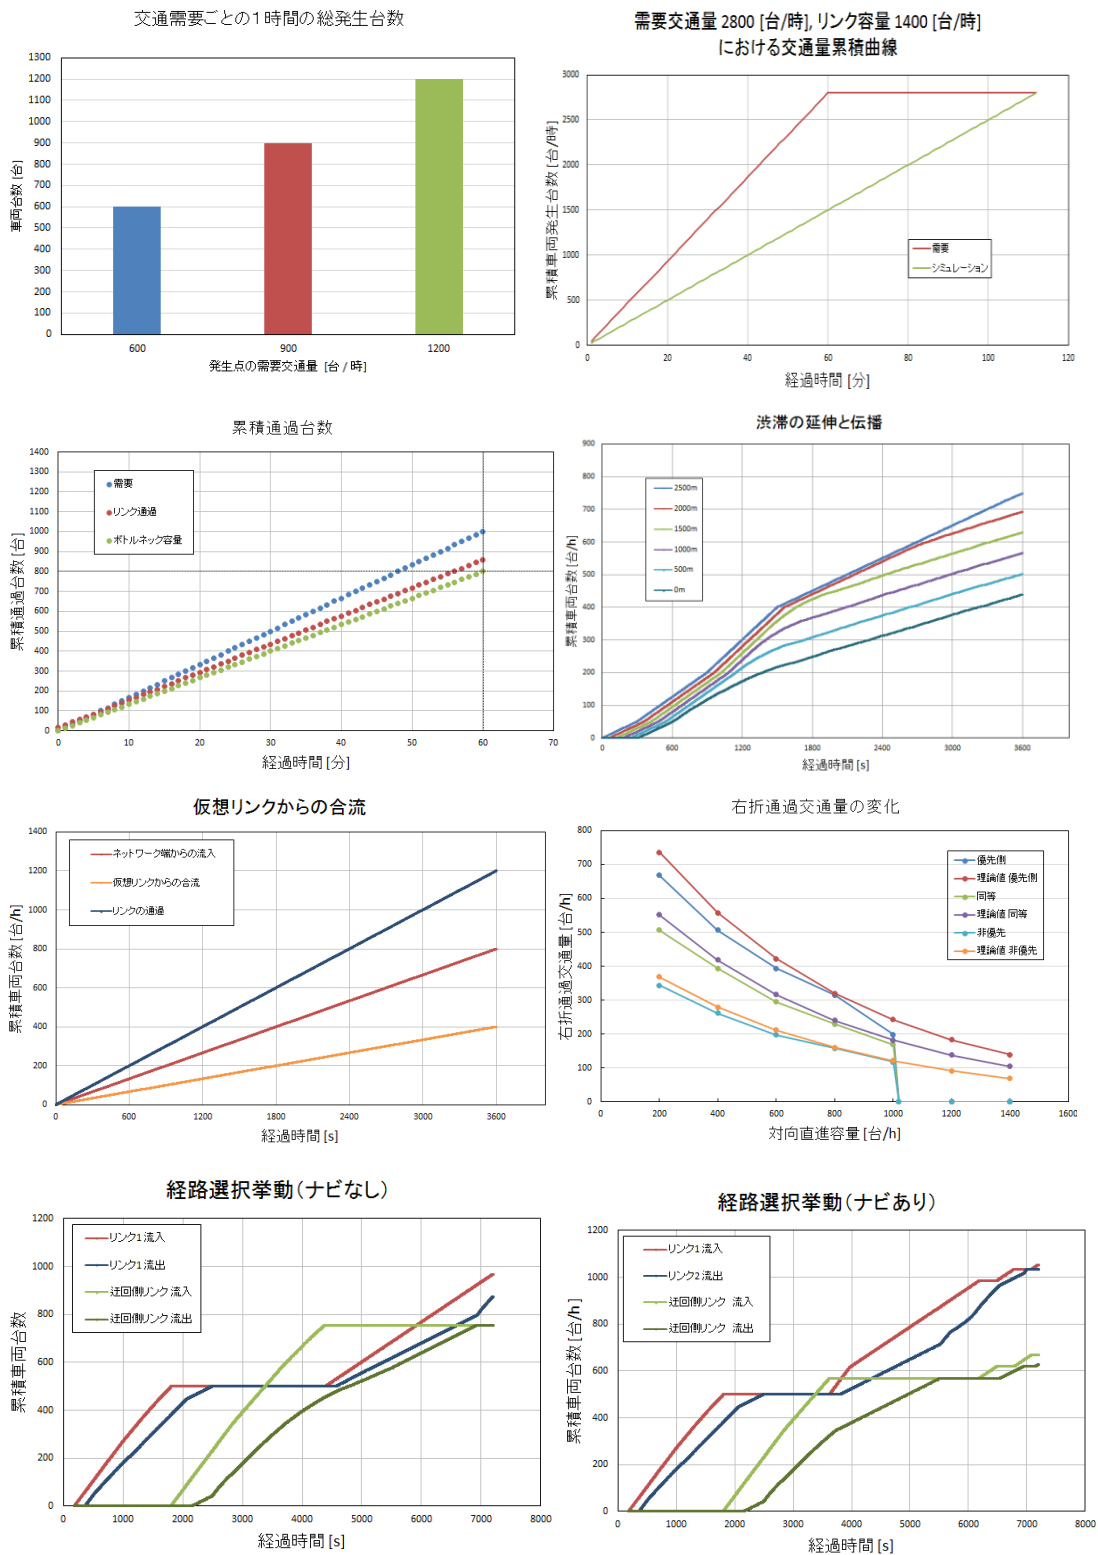 交通需要ごとの1時間の総発生台数
1300
1200
1100
1000
900
800
700
600
500
400
300
200
100
0
車両台数 [台]
600
900
1200
発生点の需要交通量 [台 / 時]
需要交通量 2800 [台/時], リンク容量 1400 [台/時]
における交通量累積曲線
3000
2500
2000
1500
1000
500
0
累積車両発生台数 [台/時]
需要
シミュレーション
0
20
40
60
80
100
120
経過時間 [分]
累積通過台数
1400
1300
1200
1100
1000
900
800
700
600
500
400
300
200
100
0
累積通過台数 [台]
需要
リンク通過
ボトルネック容量
0
10
20
30
40
50
60
70
経過時間 [分]
渋滞の延伸と伝播
900
800
700
600
500
400
300
200
100
0
累積車両台数 [台/h]
2500m
2000m
1500m
1000m
500m
0m
0
600
1200
1800
2400
3000
3600
経過時間 [s]
仮想リンクからの合流
1400
1200
1000
800
600
400
200
0
累積車両台数 [台/h]
ネットワーク端からの流入
仮想リンクからの合流
リンクの通過
0
600
1200
1800
2400
3000
3600
経過時間 [s]
右折通過交通量の変化
800
700
600
500
400
300
200
100
0
右折通過交通量 [台/h]
優先側
理論値 優先側
同等
理論値 同等
非優先
理論値 非優先
0
200
400
600
800
1000
1200
1400
1600
対向直進容量 [台/h]
経路選択挙動（ナビなし）
1200
1000
800
600
400
200
0
累積車両台数
リンク1 流入
リンク1 流出
迂回側リンク 流入
迂回側リンク 流出
0
1000
2000
3000
4000
5000
6000
7000
8000
経過時間 [s]
経路選択挙動（ナビあり）
1200
1000
800
600
400
200
0
累積車両台数 [台/h]
リンク1 流入
リンク2 流出
迂回側リンク 流入
迂回側リンク 流出
0
1000
2000
3000
4000
5000
6000
7000
8000
経過時間 [s]